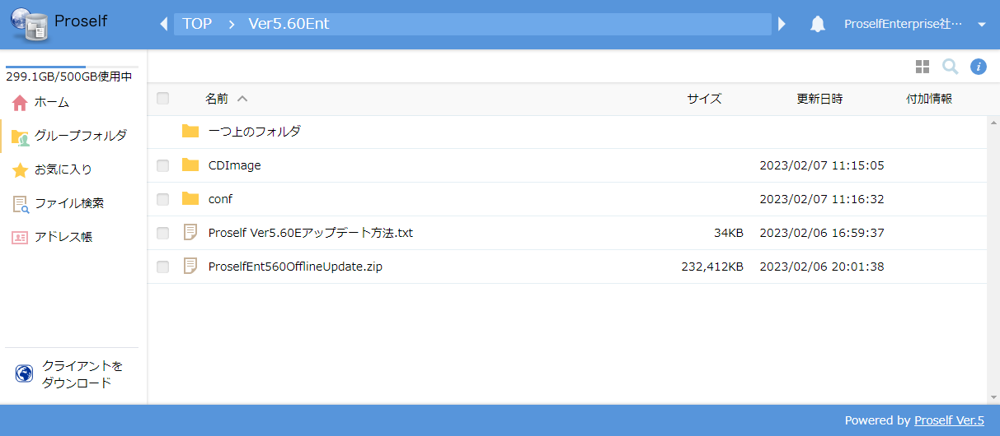 Proself
TOP > Ver5.60Ent
ProselfEnterprise社…
299.1GB/500GB使用中
ホーム
グループフォルダ
お気に入り
ファイル検索
アドレス帳
クライアントを
ダウンロード
名前 サイズ 更新日時 付加情報
一つ上のフォルダ
CDImage 2023/02/07 11:15:05
conf 2023/02/07 11:16:32
Proself Ver5.60Eアップデート方法.txt 34KB 2023/02/06 16:59:37
ProselfEnt560OfflineUpdate.zip 232,412KB 2023/02/06 20:01:38
Powered by Proself Ver.5